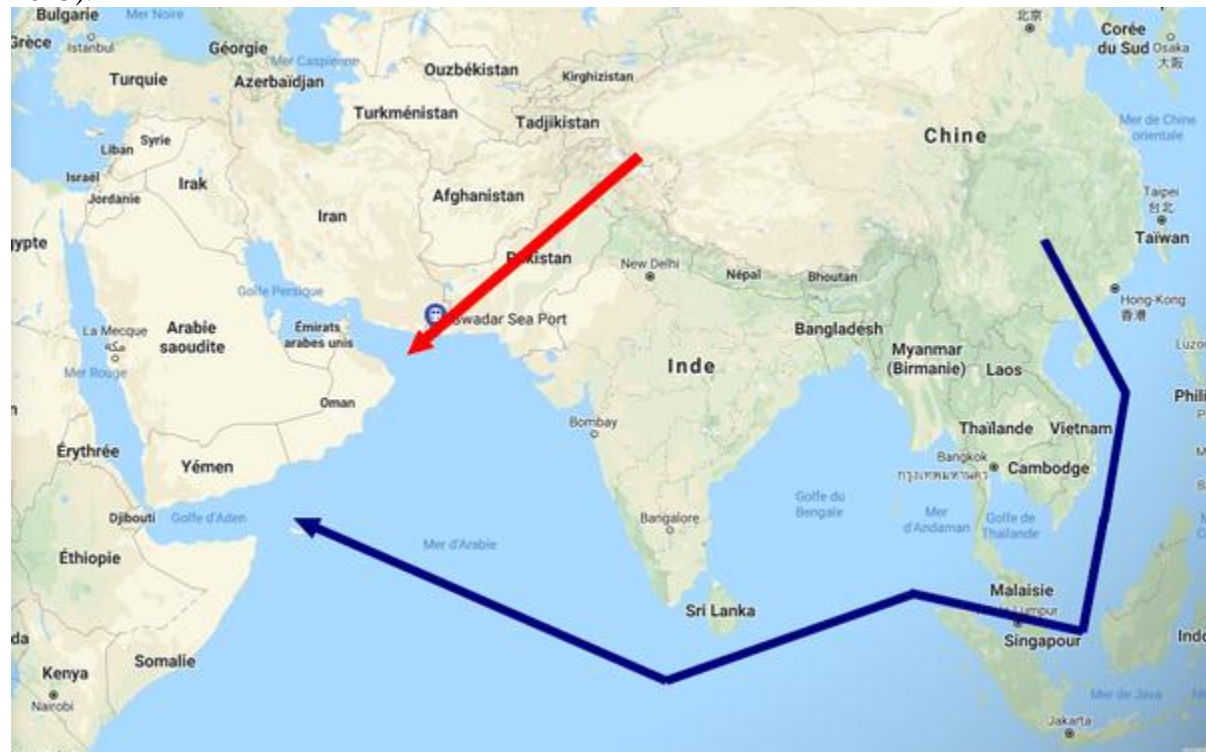 Bulgarie
Mer Noire
Grèce
Istanbul
Géorgie
Mer Caspienne
Turquie
Azerbaïdjan
Ouzbékistan
Kirghizistan
Turkménistan
Tadjikistan
北京
Corée
du Sud
Osaka
大阪
Chine
Mer de Chine
orientale
Liban
Syrie
Israël
Jordanie
Irak
Iran
Afghanistan
Pakistan
New Delhi
Népal
Bhoutan
Taipei
台北
Taïwan
Golfe Persique
Gwadar Sea Port
Hong-Kong
香港
La Mecque
مكة
Mer Rouge
Arabie
saoudite
Émirats
arabes unis
Oman
Inde
Bangladesh
Myanmar
(Birmanie)
Laos
Bombay
Thaïlande
Vietnam
Érythrée
Yémen
Bangkok
กรุงเทพมหานคร
Cambodge
Djibouti
Golfe d'Aden
Mer d'Arabie
Bangalore
Golfe du
Bengale
Mer
d'Andaman
Golfe de
Thaïlande
Éthiopie
Sri Lanka
Malaisie
Singapour
Somalie
Kenya
Nairobi
Mer de Java
Jakarta